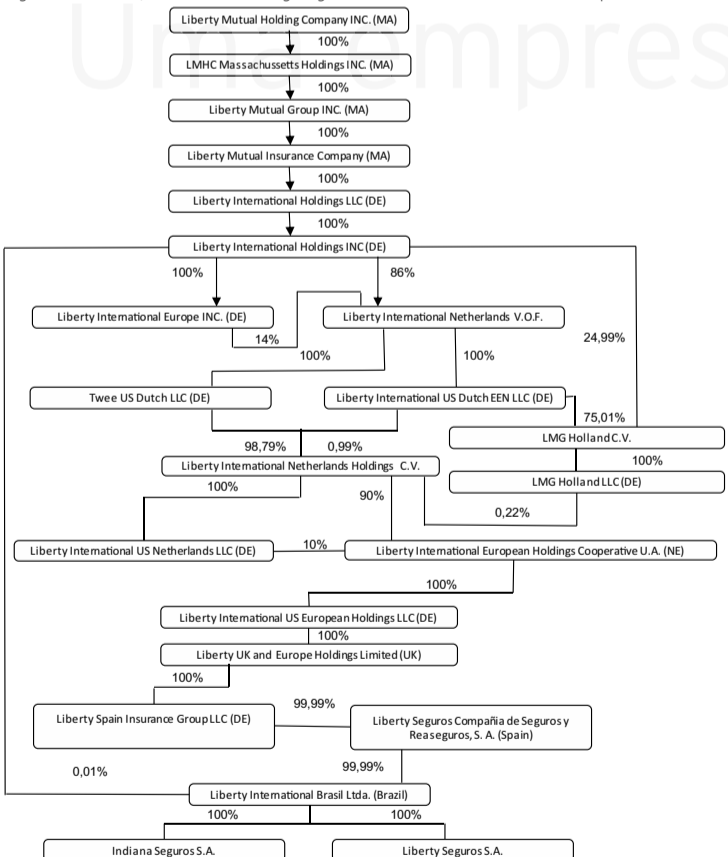 Uma empres
Liberty Mutual Holding Company INC. (MA)
100%
LMHC Massachussetts Holdings INC. (MA)
100%
Liberty Mutual Group INC. (MA)
100%
Liberty Mutual Insurance Company (MA)
100%
Liberty International Holdings LLC (DE)
100%
Liberty International Holdings INC (DE)
100%
86%
Liberty International Europe INC. (DE)
Liberty International Netherlands V.O.F.
14%
24,99%
100%
100%
Twee US Dutch LLC (DE)
Liberty International US Dutch EEN LLC (DE)
75,01%
LMG Holland C.V.
98,79%
0,99%
100%
Liberty International Netherlands Holdings C.V.
LMG Holland LLC (DE)
100%
90%
0,22%
Liberty International US Netherlands LLC (DE)
10%
Liberty International European Holdings Cooperative U.A. (NE)
100%
Liberty International US European Holdings LLC (DE)
100%
Liberty UK and Europe Holdings Limited (UK)
100%
99,99%
Liberty Spain Insurance Group LLC (DE)
Liberty Seguros Compañia de Seguros y
Reaseguros, S. A. (Spain)
99,99%
0,01%
Liberty International Brasil Ltda. (Brazil)
100%
100%
Indiana Seguros S.A.
Liberty Seguros S.A.